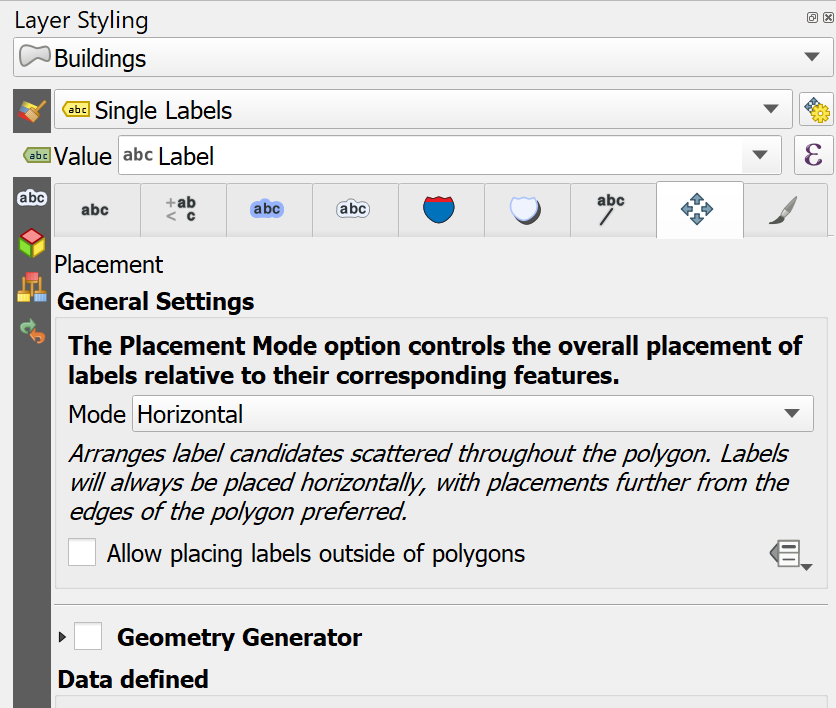 Layer Styling
Buildings
abc Single Labels
abc Value abc Label ε
abc abc +ab < c abc abc abc
Placement
General Settings
The Placement Mode option controls the overall placement of
labels relative to their corresponding features.
Mode Horizontal
Arranges label candidates scattered throughout the polygon. Labels
will always be placed horizontally, with placements further from the
edges of the polygon preferred.
Allow placing labels outside of polygons
Geometry Generator
Data defined